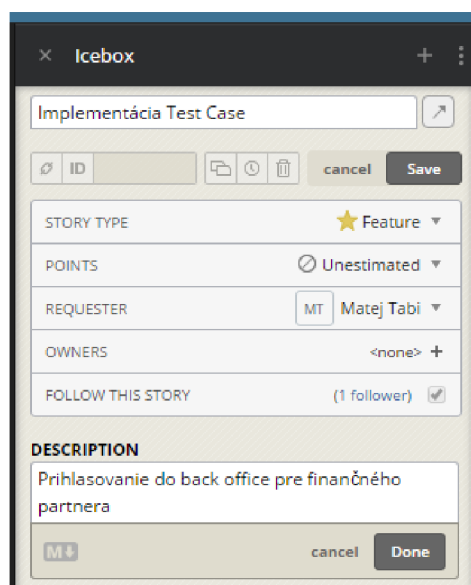 Icebox
Implementácia Test Case
ID
cancel Save
STORY TYPE Feature
POINTS Unestimated
REQUESTER MT Matej Tabi
OWNERS <none> +
FOLLOW THIS STORY (1 follower)
DESCRIPTION
Prihlasovanie do back office pre finančného
partnera
M cancel Done